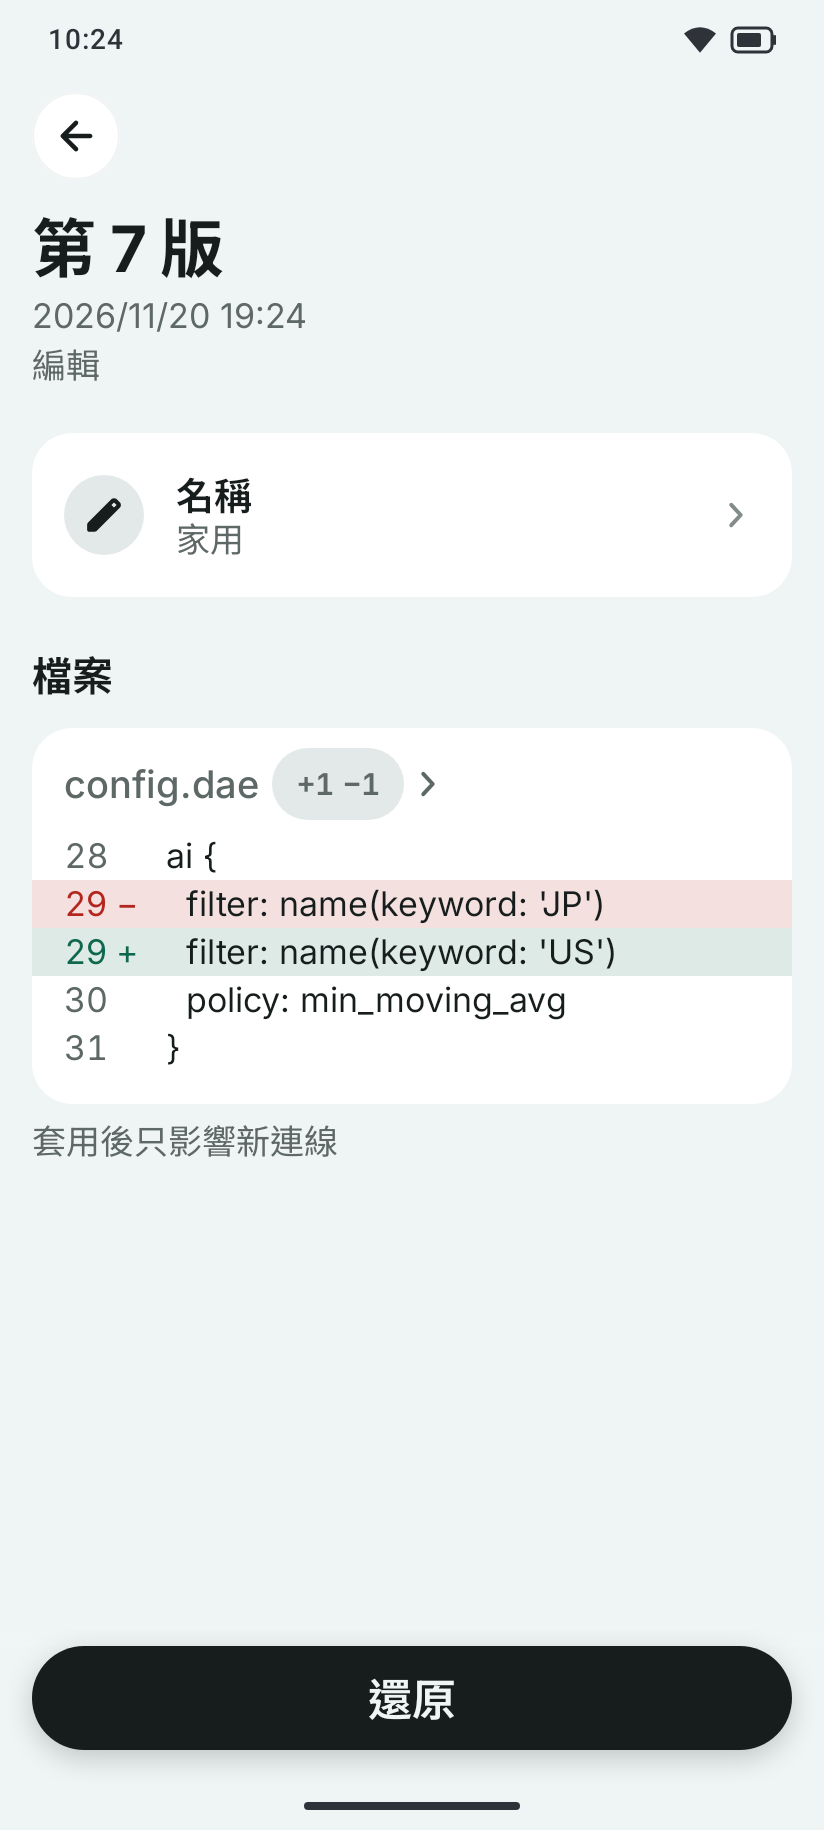 10:24
第 7 版
2026/11/20 19:24
編輯
名稱
家用
檔案
config.dae +1 −1
28 ai {
29 − filter: name(keyword: 'JP')
29 + filter: name(keyword: 'US')
30 policy: min_moving_avg
31 }
套用後只影響新連線
還原